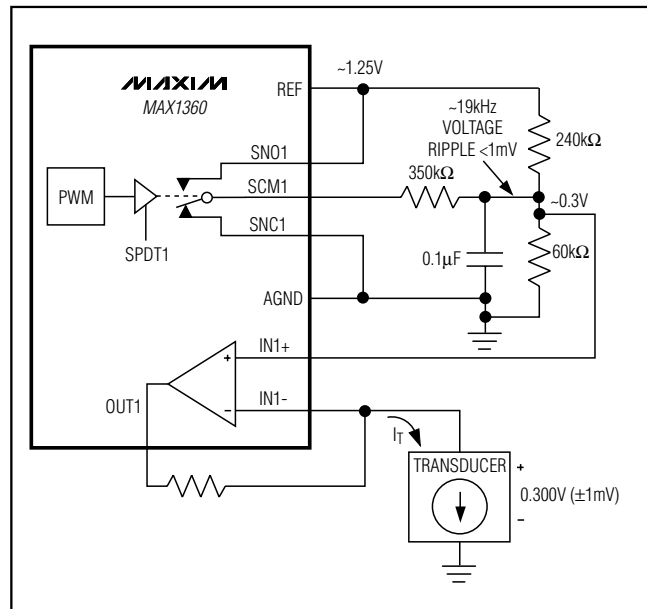 MAXIM
MAX1360
REF
~1.25V
~19kHz
VOLTAGE
RIPPLE <1mV
240kΩ
SNO1
350kΩ
PWM
SCM1
~0.3V
SNC1
SPDT1
0.1µF
60kΩ
AGND
IN1+
+
OUT1
IN1-
−
IT
TRANSDUCER
+
0.300V (±1mV)
−